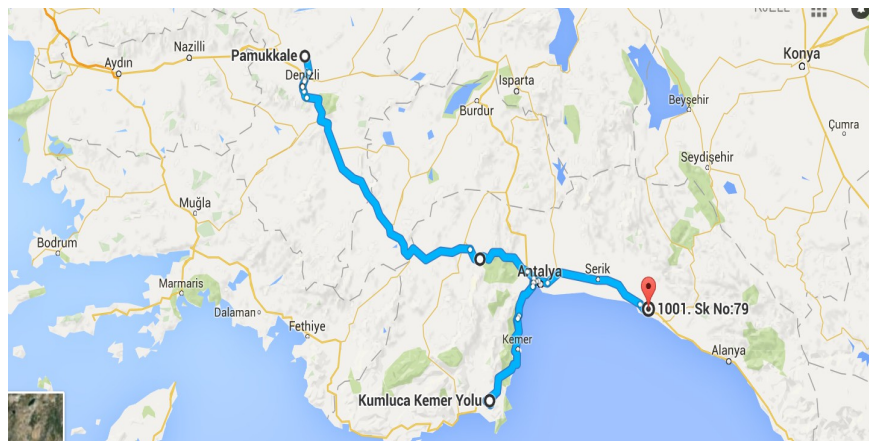 Pamukkale
Nazilli
Aydın
Denizli
Isparta
Burdur
Konya
Beyşehir
Çumra
Seydişehir
Muğla
Bodrum
Marmaris
Dalaman
Fethiye
Antalya
Serik
1001. Sk No:79
Kemer
Alanya
Kumluca Kemer Yolu